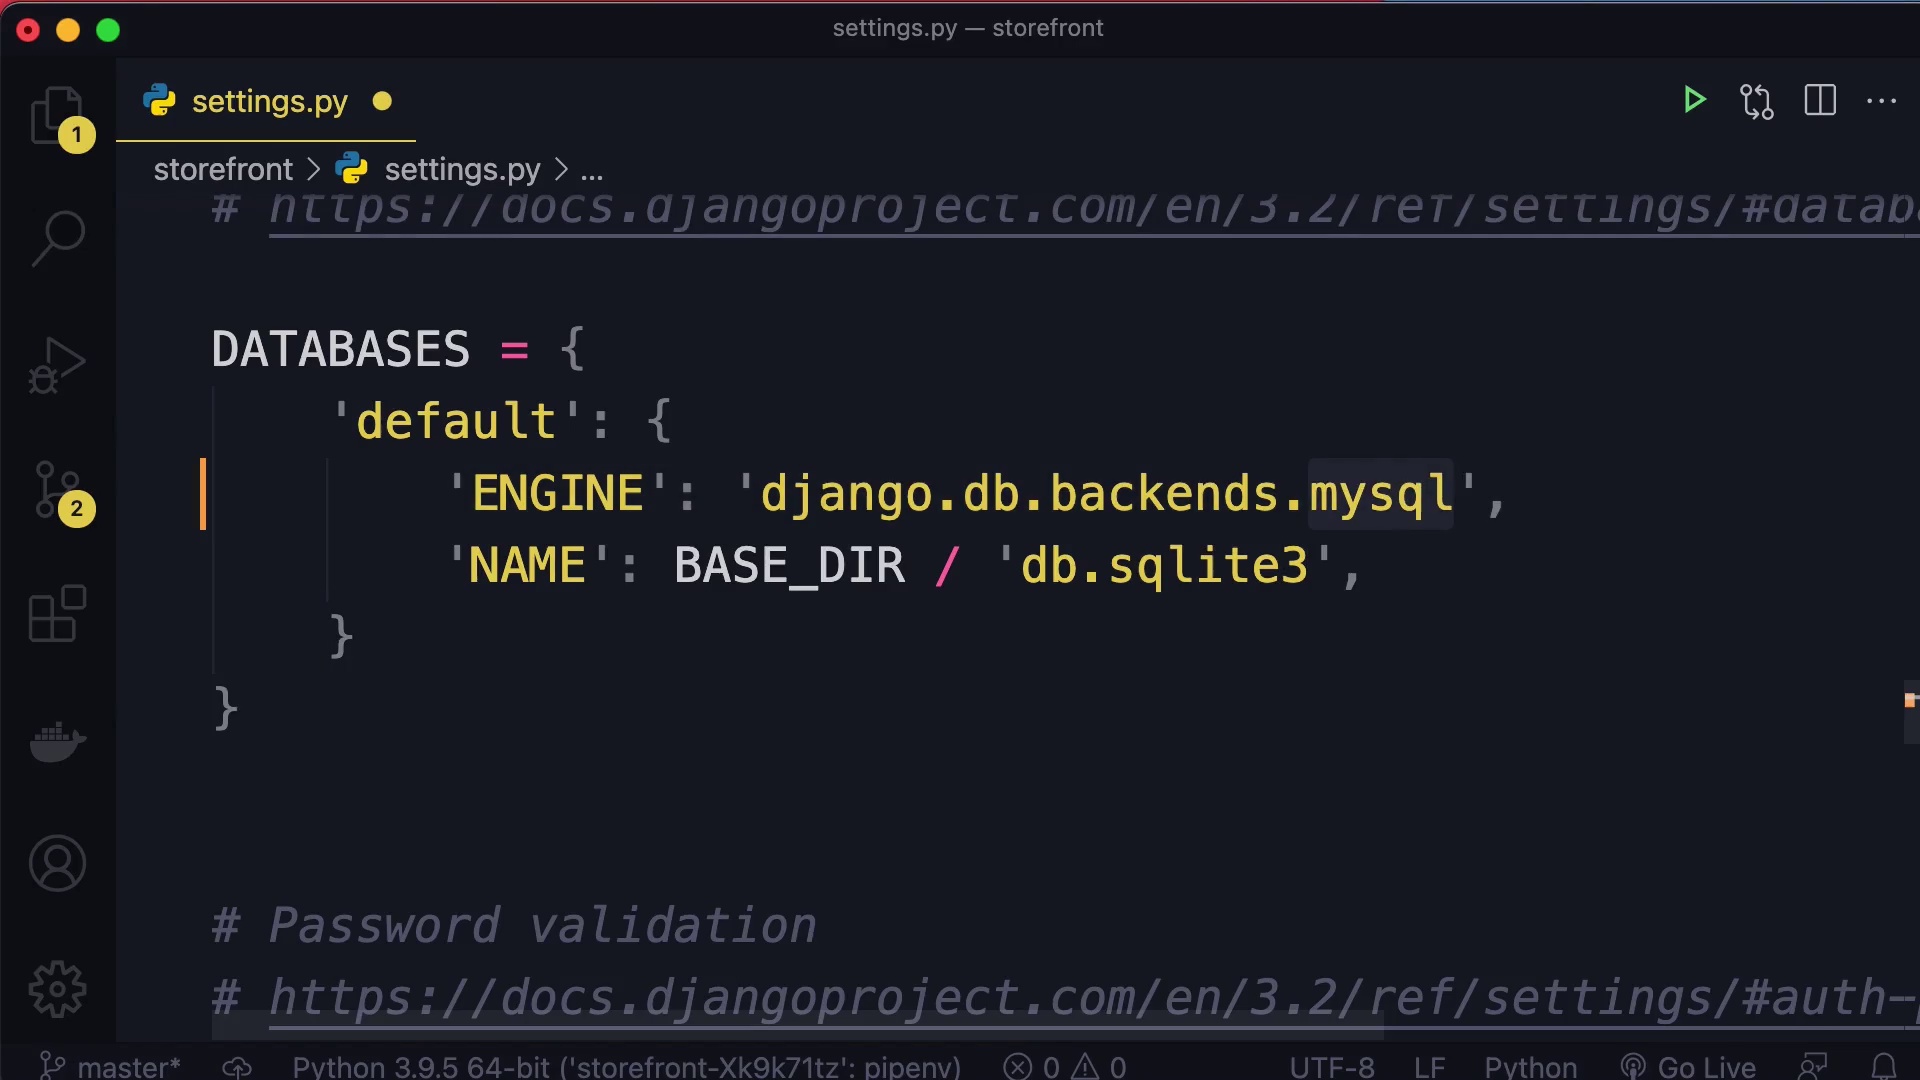 settings.py — storefront
settings.py
1
storefront > settings.py > ...
# https://docs.djangoproject.com/en/3.2/ref/settings/#datab
DATABASES = {
'default': {
'ENGINE': 'django.db.backends.mysql',
2
'NAME': BASE_DIR / 'db.sqlite3',
}
}
# Password validation
# https://docs.djangoproject.com/en/3.2/ref/settings/#auth-p
master* Python 3.9.5 64-bit ('storefront-Xk9k71tz': pipenv) 0 0 UTF-8 LF Python Go Live